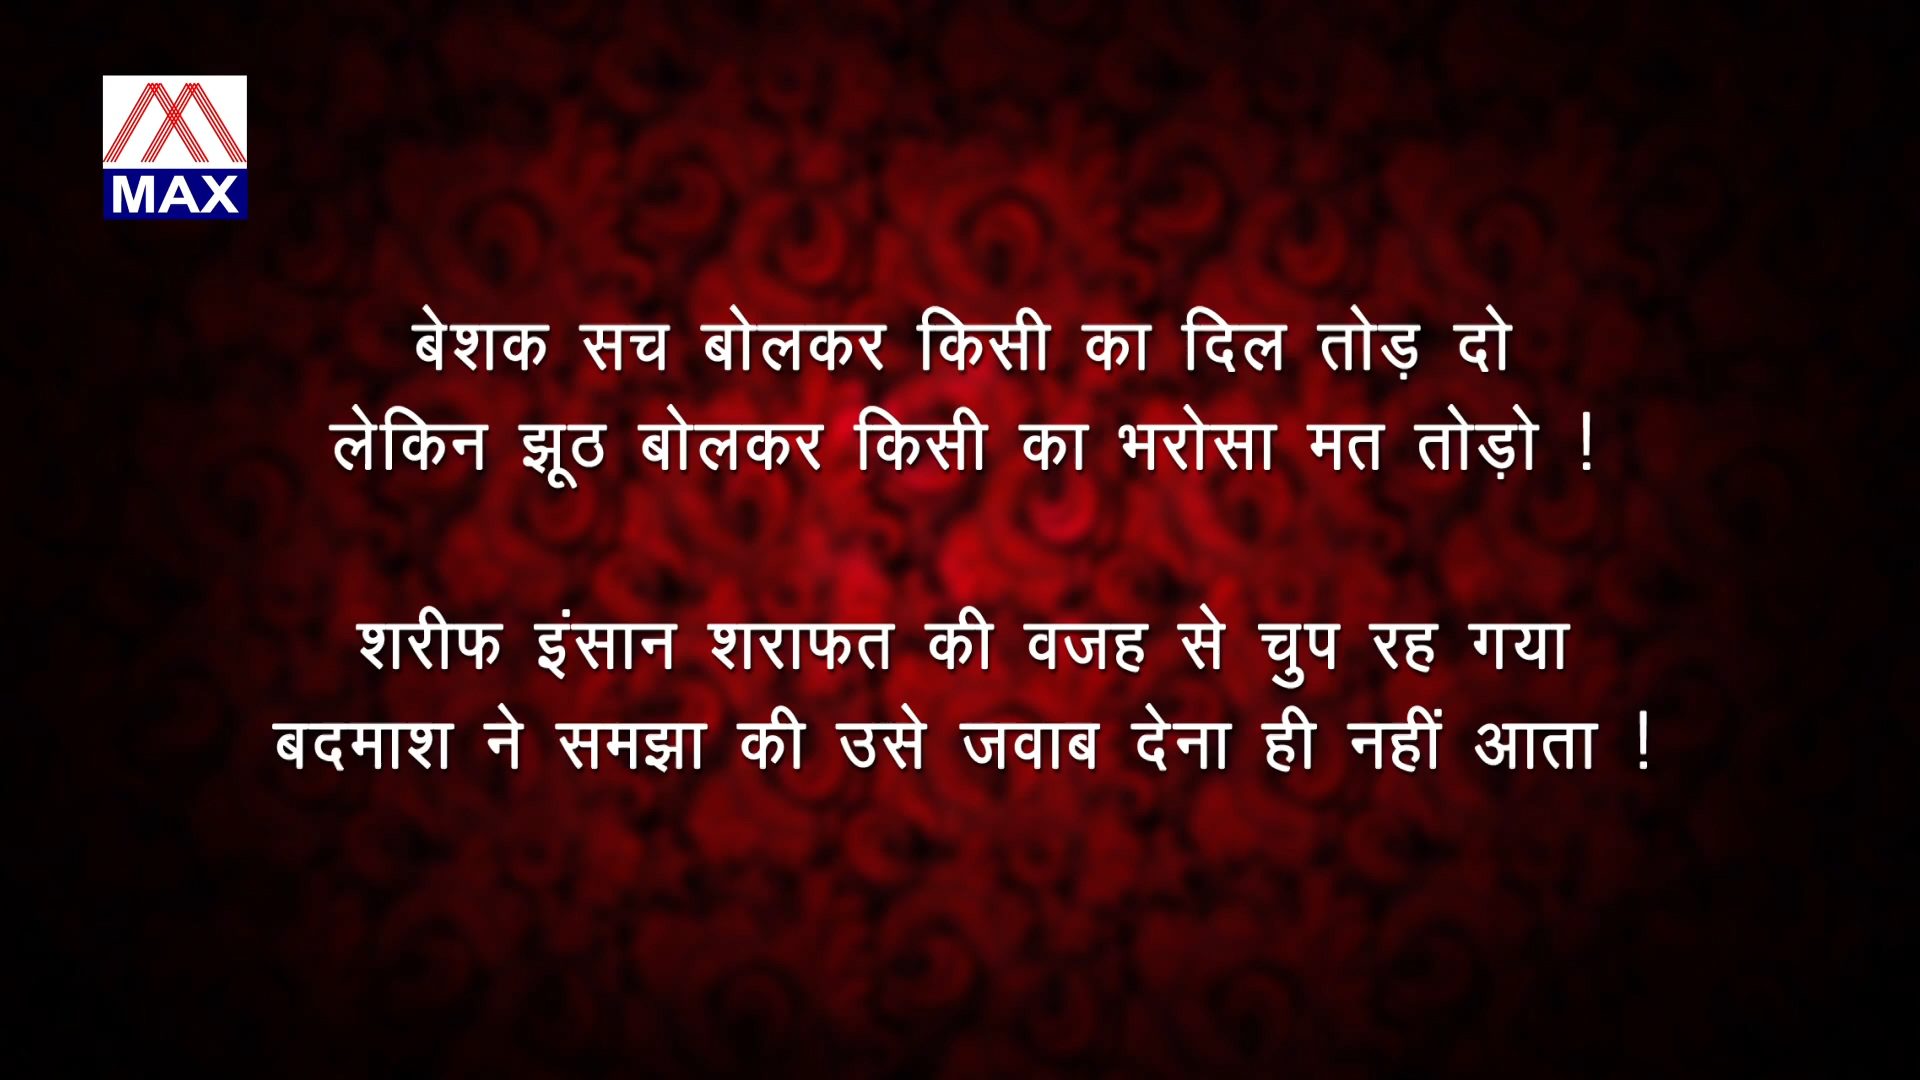 MAX
बेशक सच बोलकर किसी का दिल तोड़ दो
लेकिन झूठ बोलकर किसी का भरोसा मत तोड़ो !
शरीफ इंसान शराफत की वजह से चुप रह गया
बदमाश ने समझा की उसे जवाब देना ही नहीं आता !